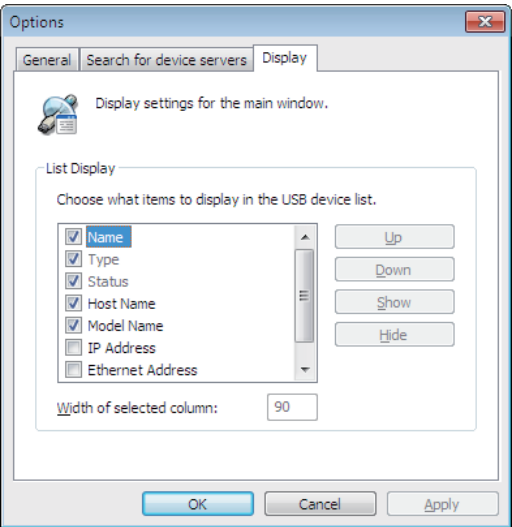 Options
General Search for device servers Display
Display settings for the main window.
List Display
Choose what items to display in the USB device list.
Name
Up
Type
Down
Status
Show
Host Name
Hide
Model Name
IP Address
Ethernet Address
Width of selected column: 90
OK Cancel Apply